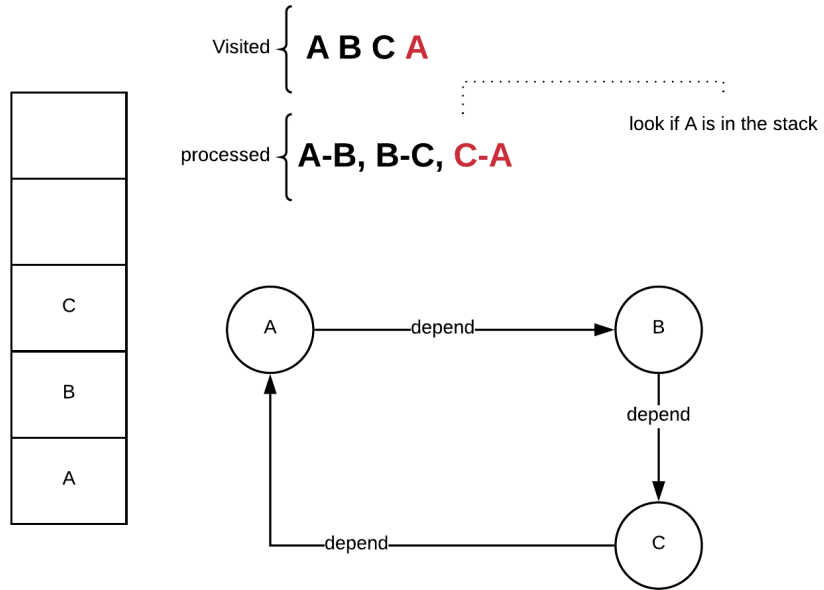 Visited
A B C A
processed
A-B, B-C, C-A
look if A is in the stack
C
B
A
A
depend
B
depend
C
depend